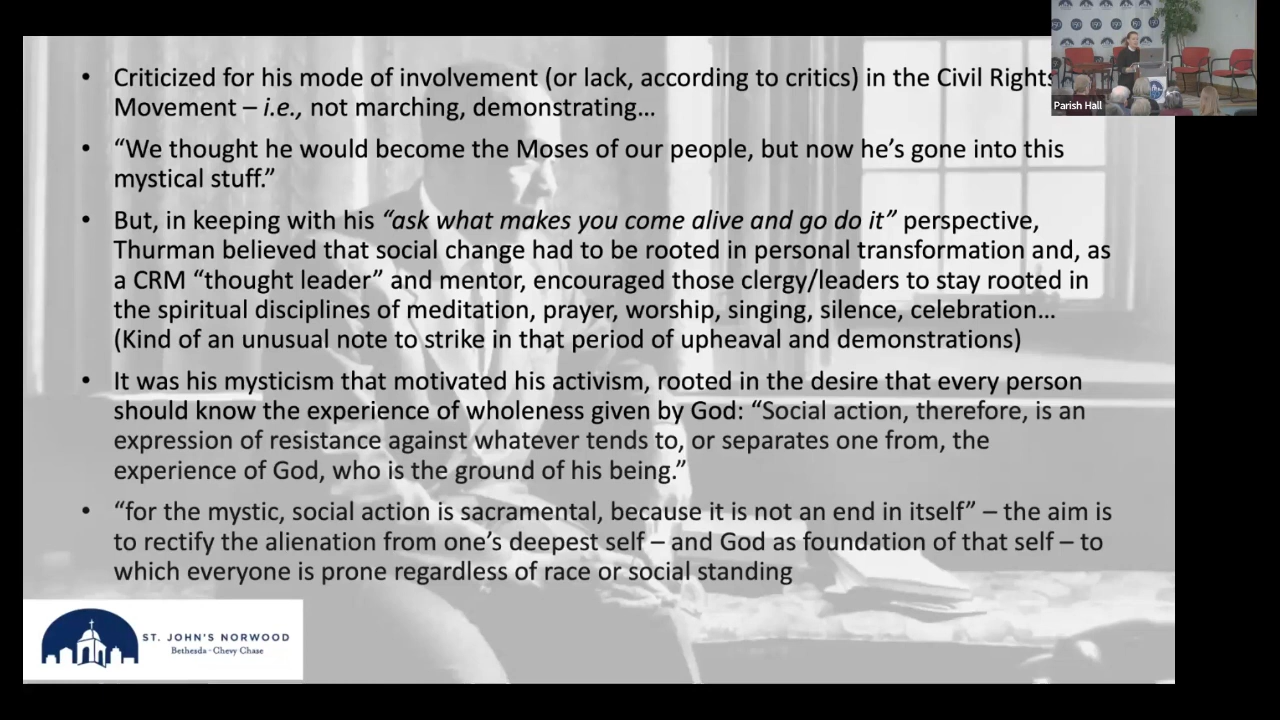 • Criticized for his mode of involvement (or lack, according to critics) in the Civil Rights
Movement – i.e., not marching, demonstrating…
• “We thought he would become the Moses of our people, but now he’s gone into this
mystical stuff.”
• But, in keeping with his “ask what makes you come alive and go do it” perspective,
Thurman believed that social change had to be rooted in personal transformation and, as
a CRM “thought leader” and mentor, encouraged those clergy/leaders to stay rooted in
the spiritual disciplines of meditation, prayer, worship, singing, silence, celebration…
(Kind of an unusual note to strike in that period of upheaval and demonstrations)
• It was his mysticism that motivated his activism, rooted in the desire that every person
should know the experience of wholeness given by God: “Social action, therefore, is an
expression of resistance against whatever tends to, or separates one from, the
experience of God, who is the ground of his being.”
• “for the mystic, social action is sacramental, because it is not an end in itself” – the aim is
to rectify the alienation from one’s deepest self – and God as foundation of that self – to
which everyone is prone regardless of race or social standing
Parish Hall
ST. JOHN'S NORWOOD
Bethesda - Chevy Chase